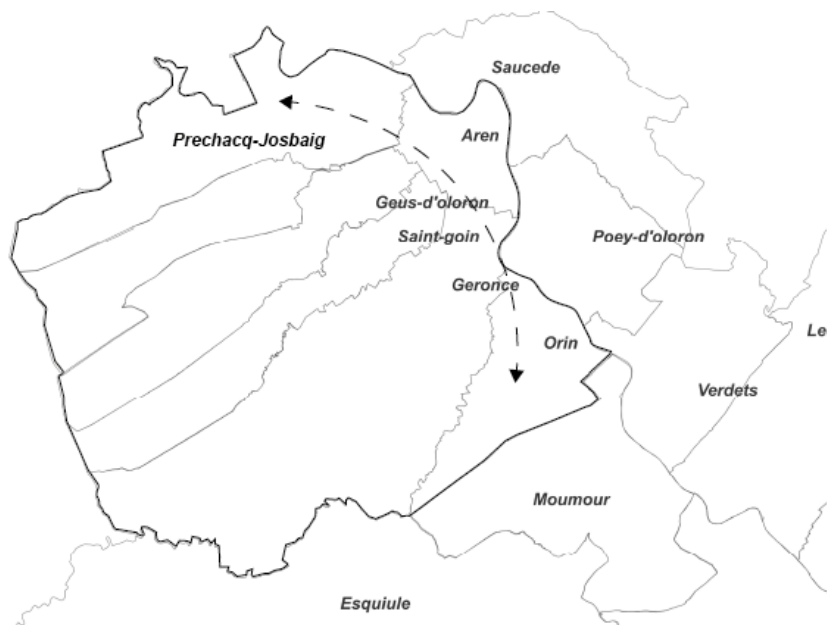 Saucede
Aren
Prechacq-Josbaig
Geus-d'oloron
Saint-goin
Poey-d'oloron
Geronce
Le
Orin
Verdets
Moumour
Esquiule